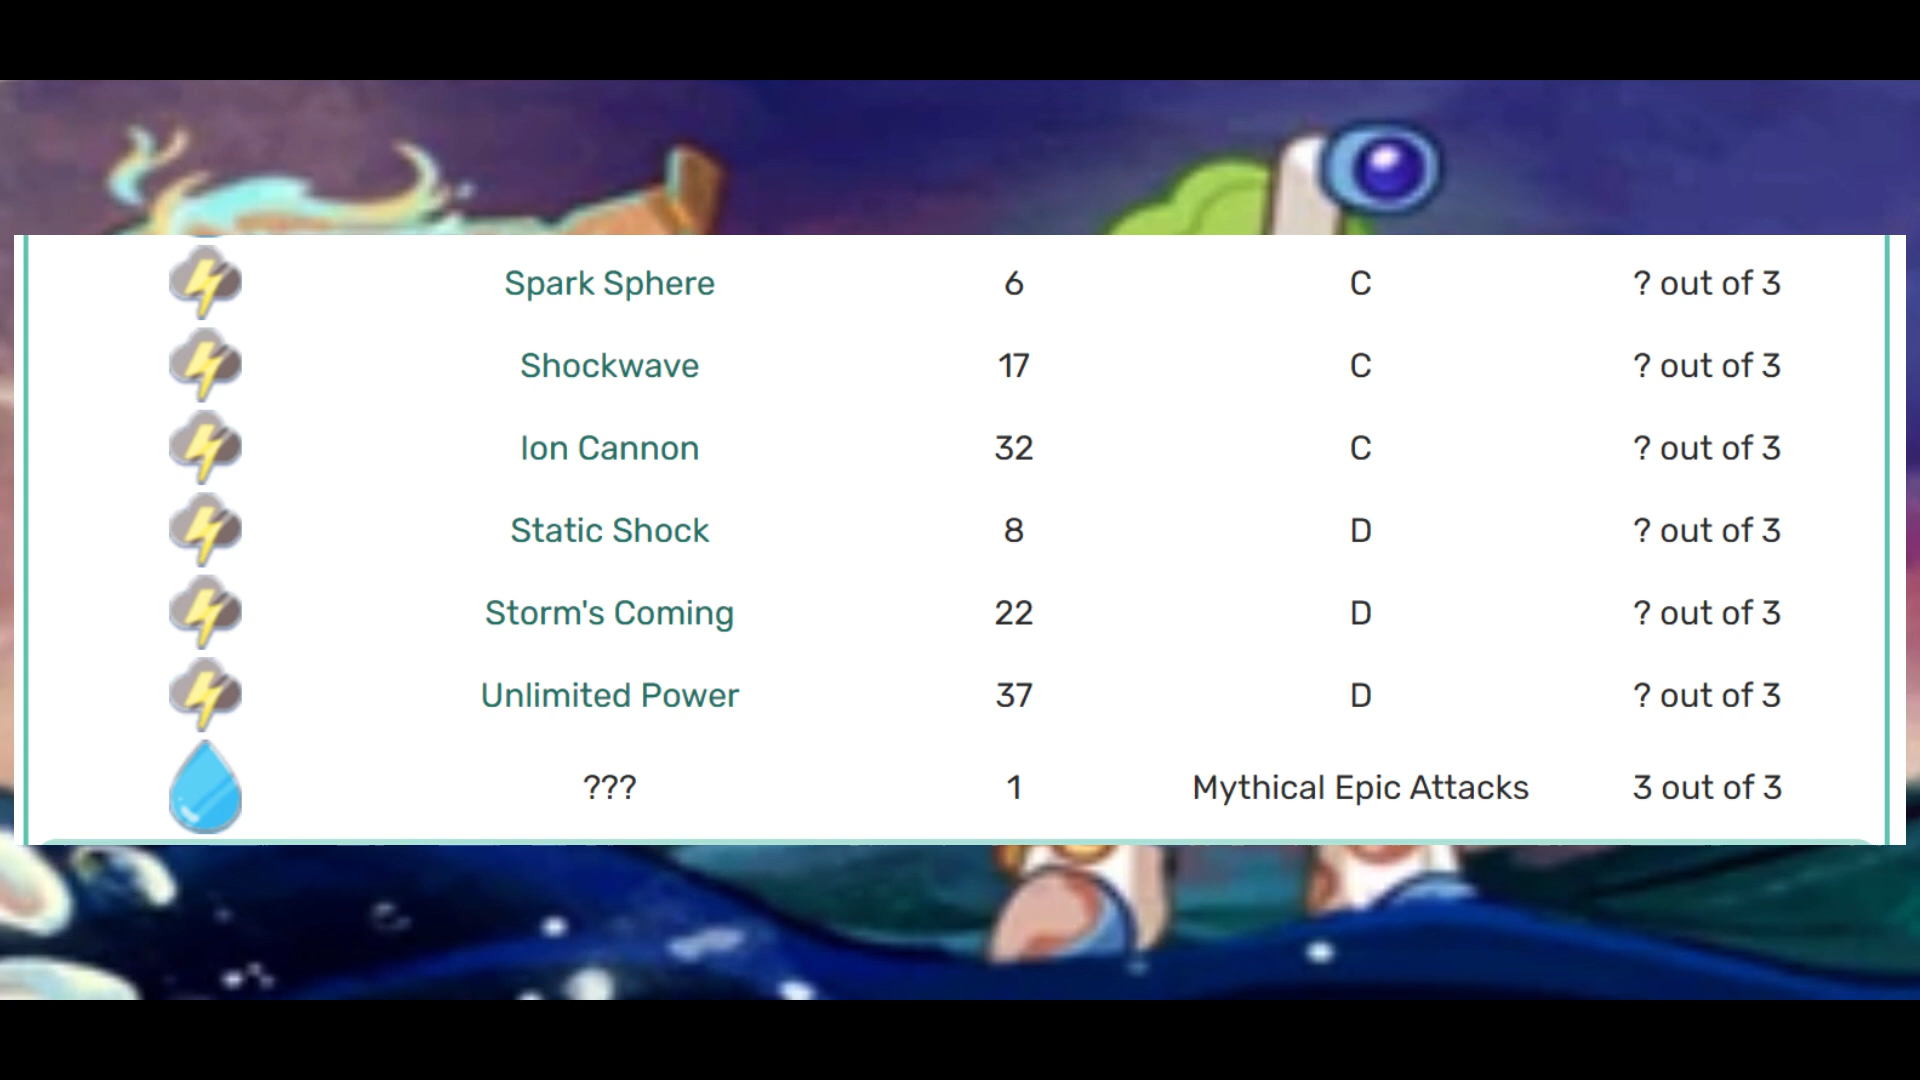 Spark Sphere 6 C ? out of 3
Shockwave 17 C ? out of 3
Ion Cannon 32 C ? out of 3
Static Shock 8 D ? out of 3
Storm's Coming 22 D ? out of 3
Unlimited Power 37 D ? out of 3
??? 1 Mythical Epic Attacks 3 out of 3